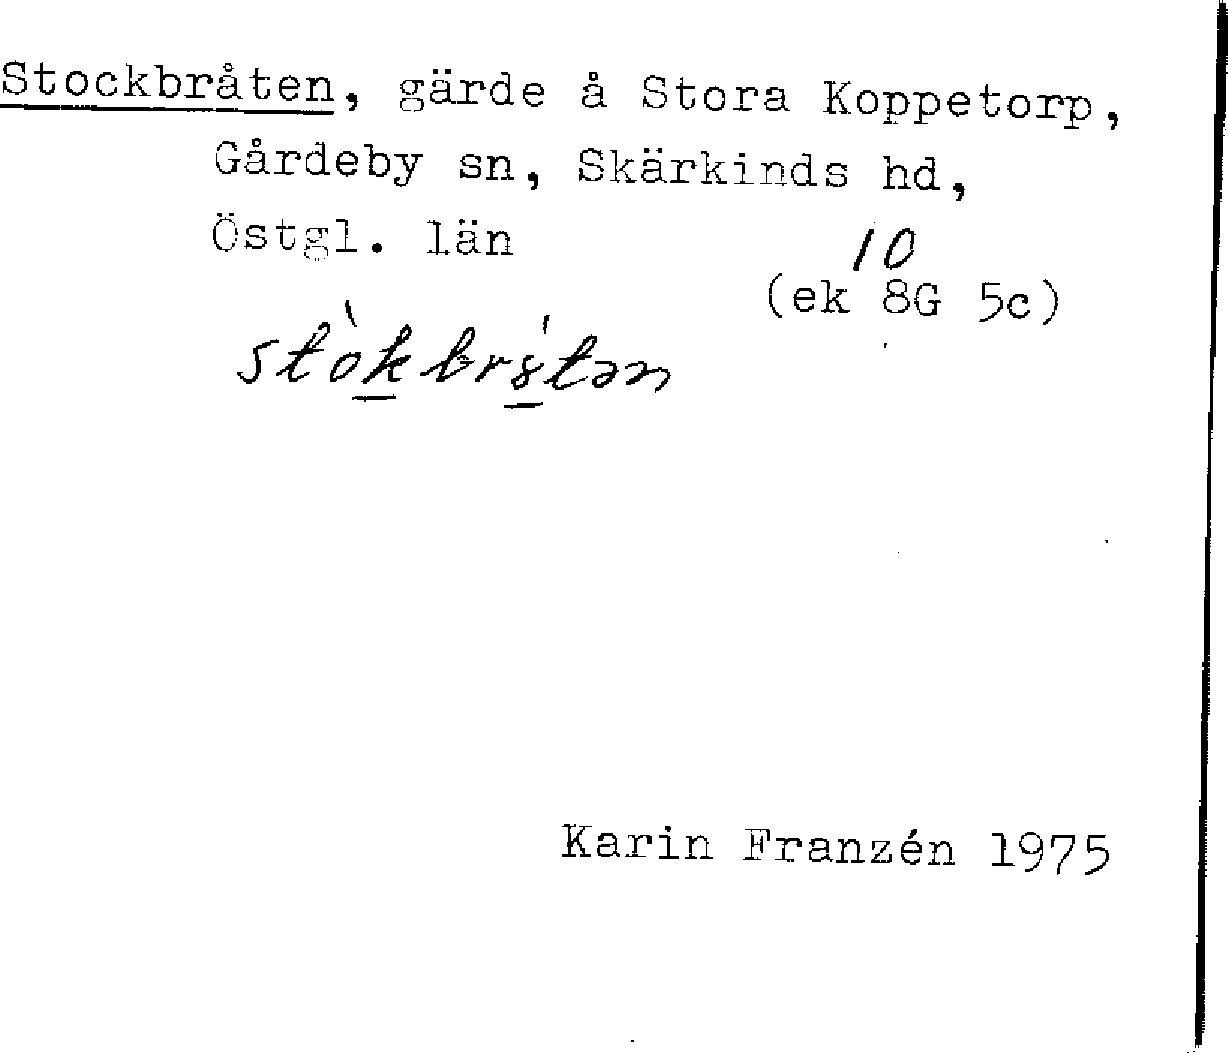 Stockbråten, gärde å Stora Koppetorp,
Gårdeby sn, Skärkinds hd,
Östgl. län
10
(ek 8G 5c)
Karin Franzén 1975